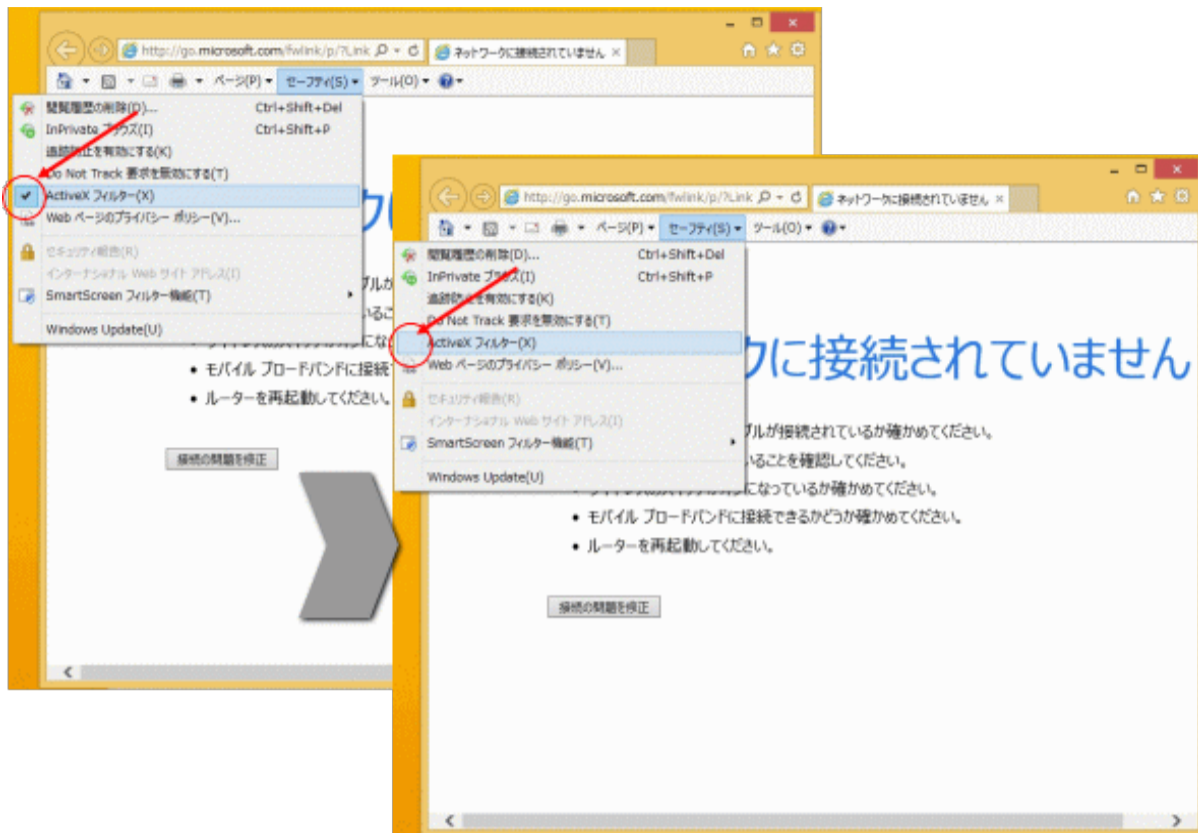 http://go.microsoft.com/fwlink/p/?Link
ネットワークに接続されていません ×
ページ(P) セーフティ(S) ツール(O)
閲覧履歴の削除(D)... Ctrl+Shift+Del
InPrivate ブラウズ(I) Ctrl+Shift+P
追跡防止を有効にする(K)
Do Not Track 要求を無効にする(T)
ActiveX フィルター(X)
Web ページのプライバシー ポリシー(V)...
セキュリティ報告(R)
インターナショナル Web サイト アドレス(I)
SmartScreen フィルター機能(T)
Windows Update(U)
• モバイル ブロードバンドに接続
• ルーターを再起動してください。
接続の問題を修正
http://go.microsoft.com/fwlink/p/?Link
ネットワークに接続されていません ×
ページ(P) セーフティ(S) ツール(O)
閲覧履歴の削除(D)... Ctrl+Shift+Del
InPrivate ブラウズ(I) Ctrl+Shift+P
追跡防止を有効にする(K)
Do Not Track 要求を無効にする(T)
ActiveX フィルター(X)
Web ページのプライバシー ポリシー(V)...
セキュリティ報告(R)
インターナショナル Web サイト アドレス(I)
SmartScreen フィルター機能(T)
Windows Update(U)
クに接続されていません
ブルが接続されているか確かめてください。
いることを確認してください。
になっているか確かめてください。
• モバイル ブロードバンドに接続できるかどうか確かめてください。
• ルーターを再起動してください。
接続の問題を修正